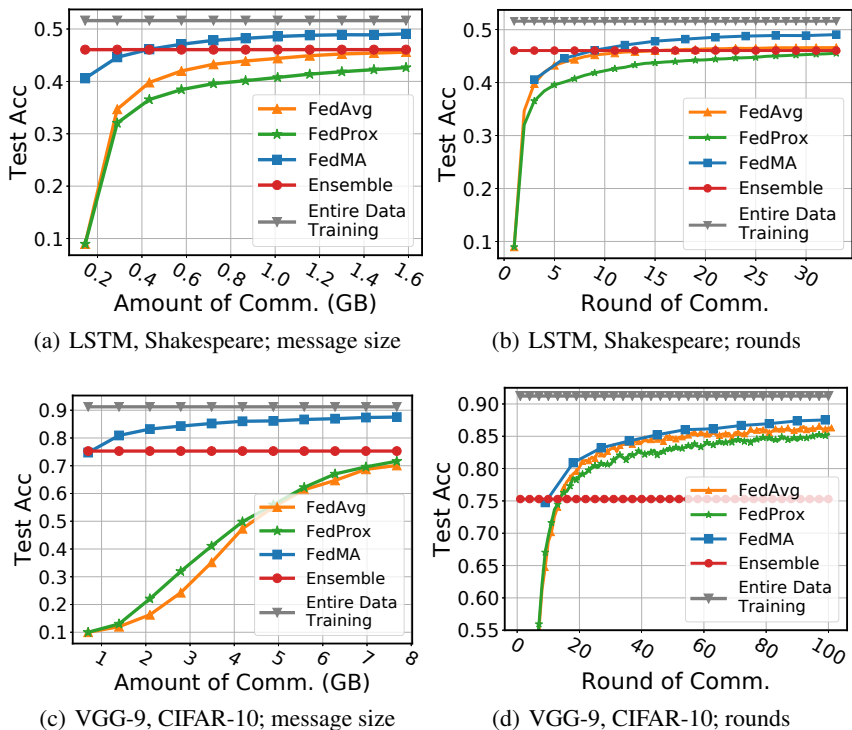 0.5
0.4
0.3
0.2
0.1
Test Acc
FedAvg
FedProx
FedMA
Ensemble
Entire Data
Training
0.2 0.4 0.6 0.8 1.0 1.2 1.4 1.6
Amount of Comm. (GB)
(a) LSTM, Shakespeare; message size
0.5
0.4
0.3
0.2
0.1
Test Acc
FedAvg
FedProx
FedMA
Ensemble
Entire Data
Training
0 5 10 15 20 25 30
Round of Comm.
(b) LSTM, Shakespeare; rounds
0.9
0.8
0.7
0.6
0.5
0.4
0.3
0.2
0.1
Test Acc
FedAvg
FedProx
FedMA
Ensemble
Entire Data
Training
1 2 3 4 5 6 7 8
Amount of Comm. (GB)
(c) VGG-9, CIFAR-10; message size
0.90
0.85
0.80
0.75
0.70
0.65
0.60
0.55
Test Acc
FedAvg
FedProx
FedMA
Ensemble
Entire Data
Training
0 20 40 60 80 100
Round of Comm.
(d) VGG-9, CIFAR-10; rounds